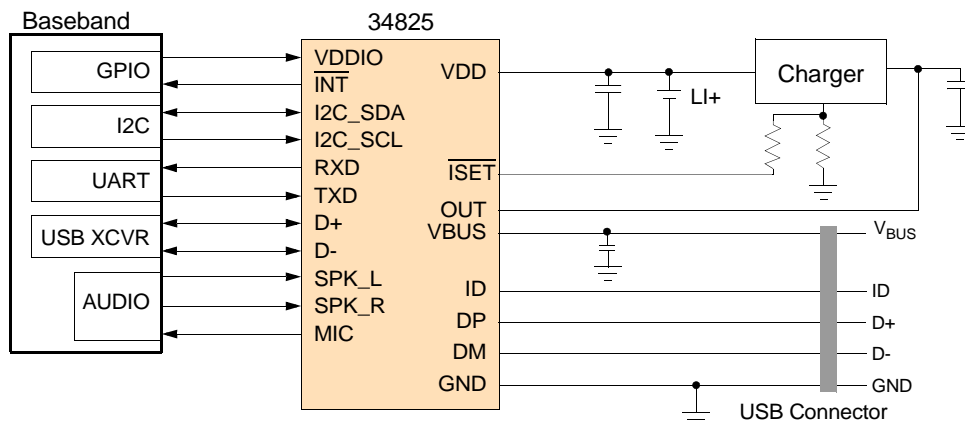 Baseband
34825
GPIO
I2C
UART
USB XCVR
AUDIO
VDDIO
INT
I2C_SDA
I2C_SCL
RXD
TXD
D+
D-
SPK_L
SPK_R
MIC
VDD
ISET
OUT
VBUS
ID
DP
DM
GND
LI+
Charger
VBUS
ID
D+
D-
GND
USB Connector